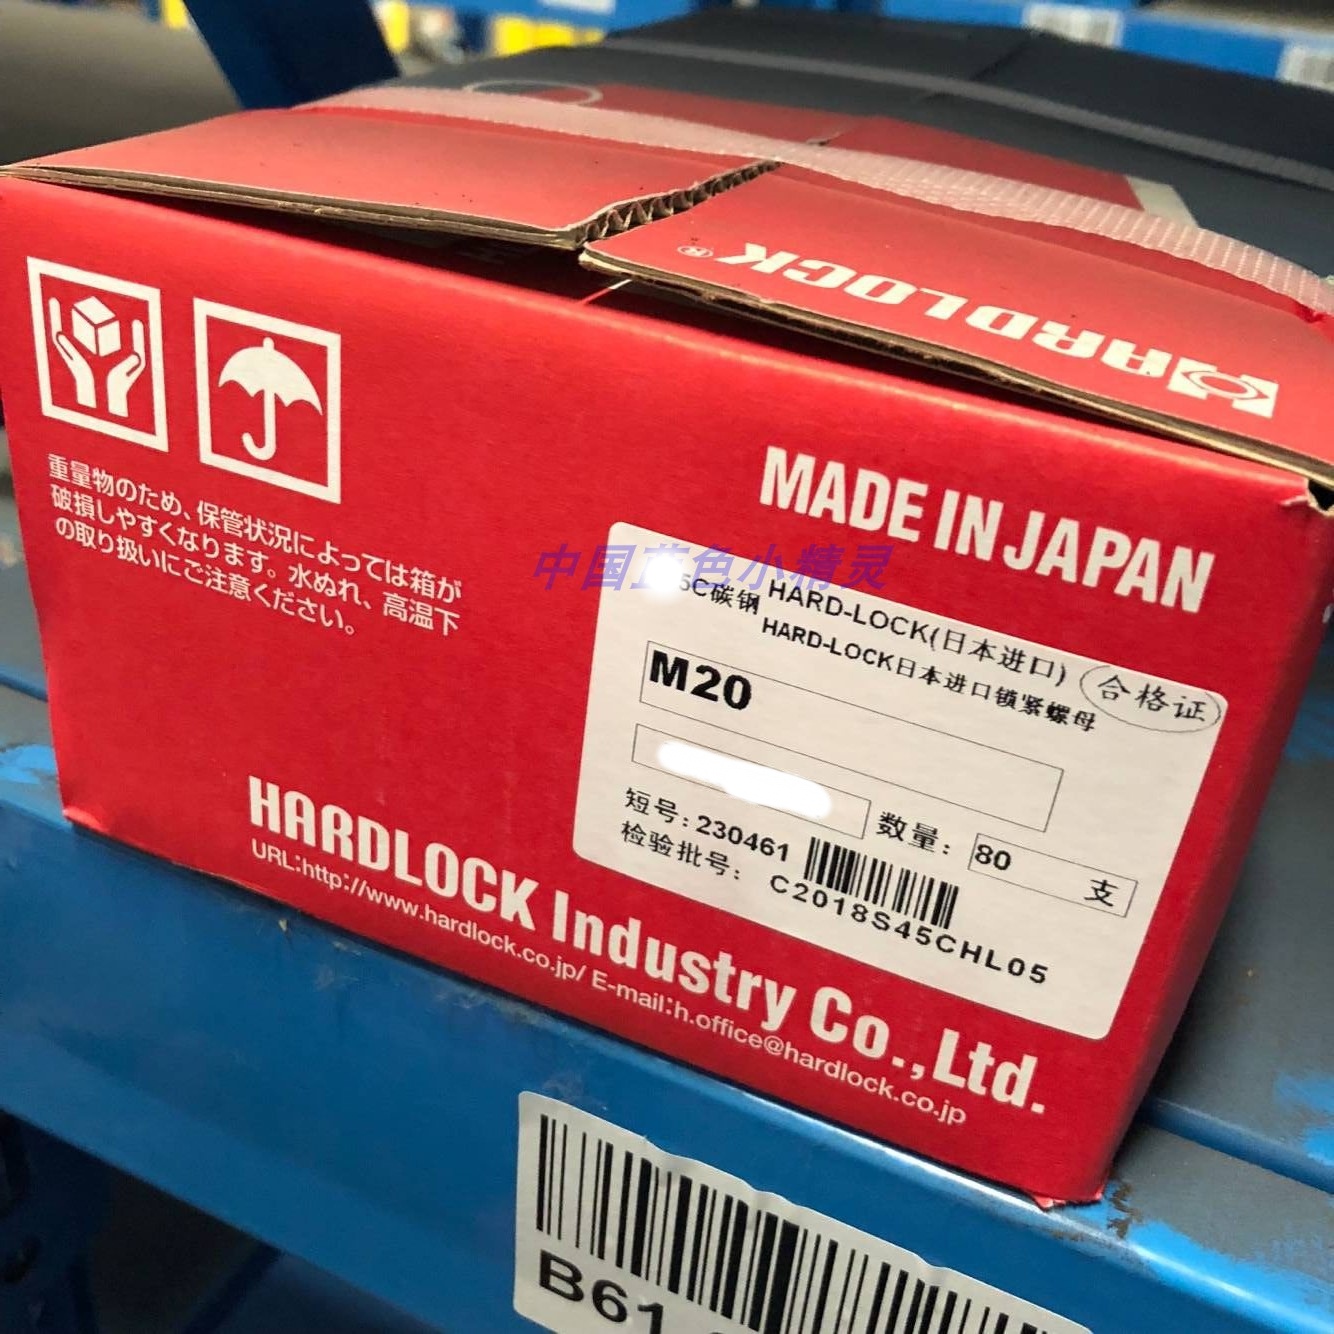 HARDLOCK®
MADE IN JAPAN
重量物のため、保管状況によっては箱が
破損しやすくなります。水ぬれ、高温下
の取り扱いにご注意ください。
中国蓝色小精灵
5C碳钢 HARD-LOCK(日本进口)
HARD-LOCK日本进口锁紧螺母
合格证
M20
数量: 80 支
短号: 230461
检验批号: C2018S45CHL05
HARDLOCK Industry Co., Ltd.
URL:http://www.hardlock.co.jp/ E-mail:h.office@hardlock.co.jp
B61